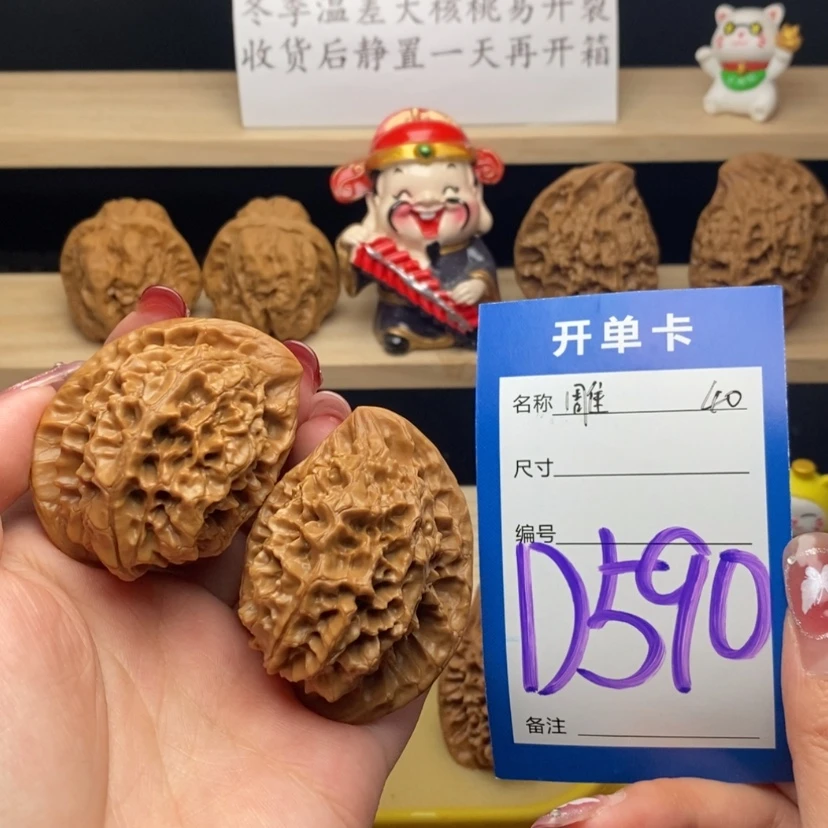 冬季温差大核桃易开裂
收货后静置一天再开箱
开单卡
名称 雕 40
尺寸
编号
D590
备注